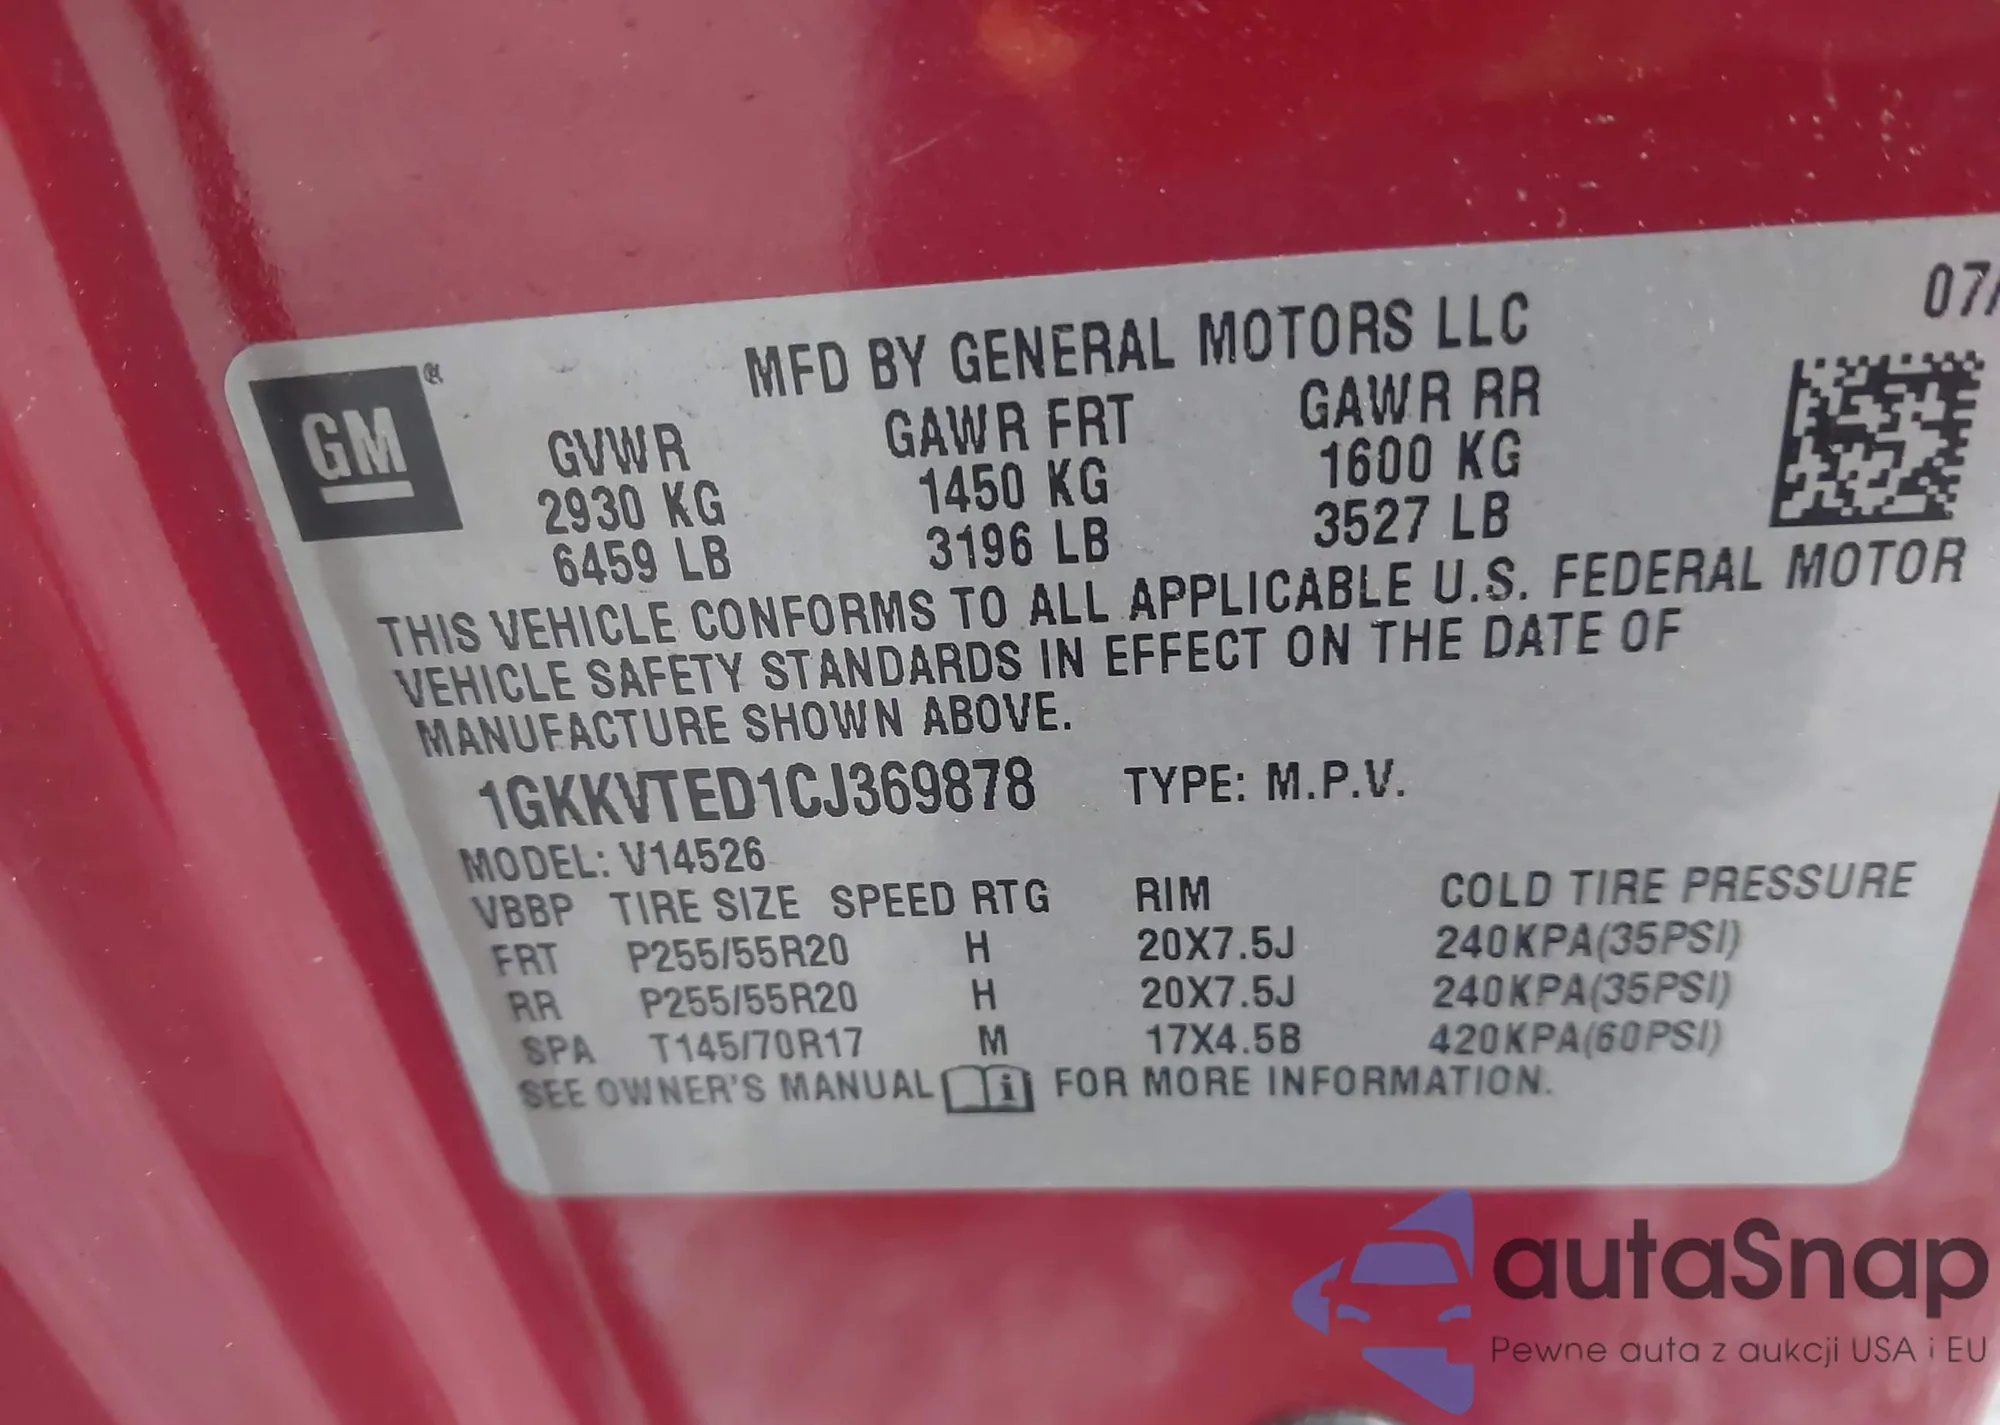 07/
MFD BY GENERAL MOTORS LLC
GM ®
GVWR GAWR FRT GAWR RR
2930 KG 1450 KG 1600 KG
6459 LB 3196 LB 3527 LB
THIS VEHICLE CONFORMS TO ALL APPLICABLE U.S. FEDERAL MOTOR
VEHICLE SAFETY STANDARDS IN EFFECT ON THE DATE OF
MANUFACTURE SHOWN ABOVE.
1GKKVTED1CJ369878 TYPE: M.P.V.
MODEL: V14526
VBBP TIRE SIZE SPEED RTG RIM COLD TIRE PRESSURE
FRT P255/55R20 H 20X7.5J 240KPA(35PSI)
RR P255/55R20 H 20X7.5J 240KPA(35PSI)
SPA T145/70R17 M 17X4.5B 420KPA(60PSI)
SEE OWNER'S MANUAL i FOR MORE INFORMATION.
autaSnap
Pewne auta z aukcji USA i EU